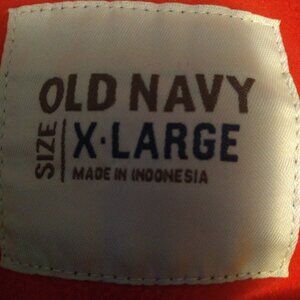 OLD NAVY
SIZE
X·LARGE
MADE IN INDONESIA